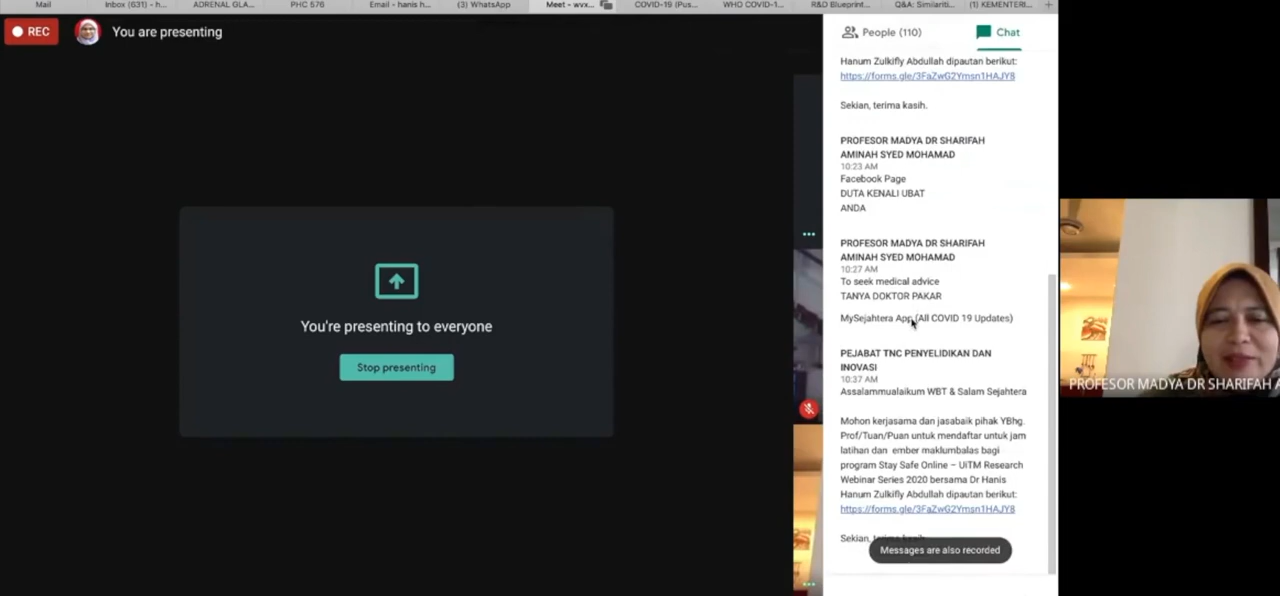 Mail
Inbox (631) - h...
ADRENAL GLA...
PHC 576
Email - hanis h...
(3) WhatsApp
Meet - wvx...
COVID-19 (Pus...
WHO COVID-1...
R&D Blueprint...
Q&A: Similariti...
(1) KEMENTERI...
REC
You are presenting
People (110)
Chat
Hanum Zulkifly Abdullah dipautan berikut:
https://forms.gle/3FaZwG2Ymsn1HAJY8
Sekian, terima kasih.
PROFESOR MADYA DR SHARIFAH
AMINAH SYED MOHAMAD
10:23 AM
Facebook Page
DUTA KENALI UBAT
ANDA
PROFESOR MADYA DR SHARIFAH
AMINAH SYED MOHAMAD
10:27 AM
To seek medical advice
TANYA DOKTOR PAKAR
MySejahtera App (All COVID 19 Updates)
PEJABAT TNC PENYELIDIKAN DAN
INOVASI
10:37 AM
Assalammualaikum WBT & Salam Sejahtera
Mohon kerjasama dan jasabaik pihak YBhg.
Prof/Tuan/Puan untuk mendaftar untuk jam
latihan dan ember maklumbalas bagi
program Stay Safe Online – UiTM Research
Webinar Series 2020 bersama Dr Hanis
Hanum Zulkifly Abdullah dipautan berikut:
https://forms.gle/3FaZwG2Ymsn1HAJY8
Sekian, terima kasih
Messages are also recorded
You're presenting to everyone
Stop presenting
PROFESOR MADYA DR SHARIFAH A